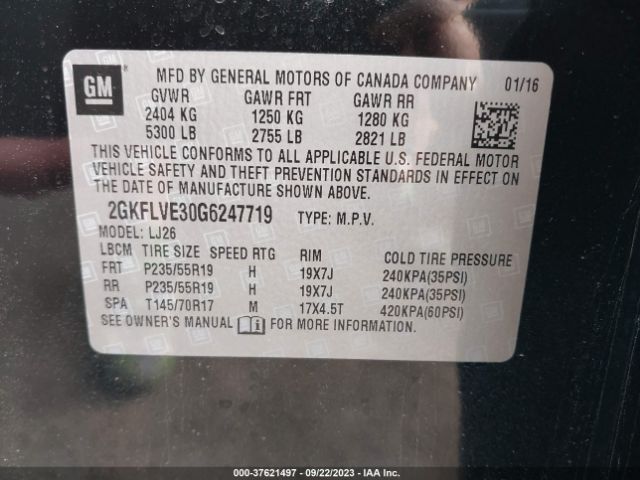 GM
MFD BY GENERAL MOTORS OF CANADA COMPANY 01/16
GVWR GAWR FRT GAWR RR
2404 KG 1250 KG 1280 KG
5300 LB 2755 LB 2821 LB
THIS VEHICLE CONFORMS TO ALL APPLICABLE U.S. FEDERAL MOTOR
VEHICLE SAFETY AND THEFT PREVENTION STANDARDS IN EFFECT ON
THE DATE OF MANUFACTURE SHOWN ABOVE.
2GKFLVE30G6247719 TYPE: M.P.V.
MODEL: LJ26
LBCM TIRE SIZE SPEED RTG RIM COLD TIRE PRESSURE
FRT P235/55R19 H 19X7J 240KPA(35PSI)
RR P235/55R19 H 19X7J 240KPA(35PSI)
SPA T145/70R17 M 17X4.5T 420KPA(60PSI)
SEE OWNER'S MANUAL FOR MORE INFORMATION.
000-37621497 - 09/22/2023 - IAA Inc.